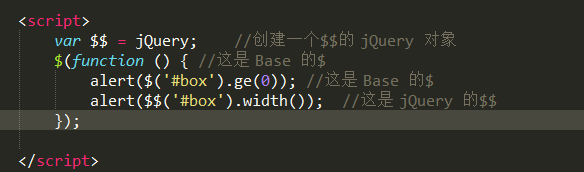 <script>
var $$ = jQuery; //创建一个$$的 jQuery 对象
$(function () { //这是 Base 的$
alert($('#box').ge(0)); //这是 Base 的$
alert($$('#box').width()); //这是 jQuery 的$$
});
</script>